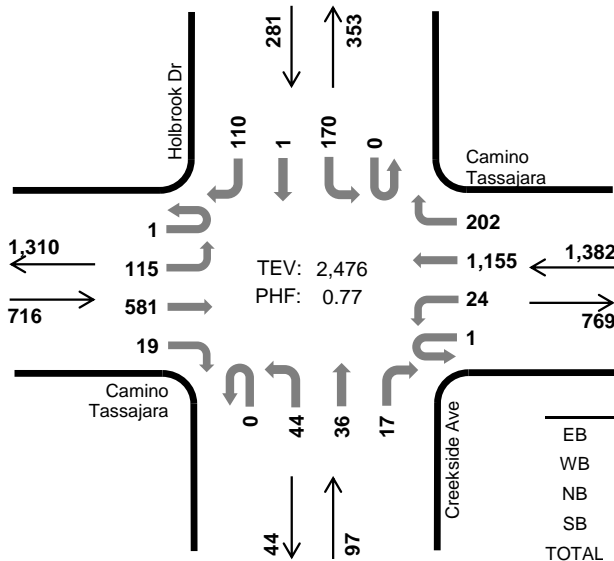 281
353
Holbrook Dr
110
1
170
0
Camino
Tassajara
1
202
1,310
115
TEV: 2,476
1,155
1,382
716
581
PHF: 0.77
24
769
19
1
Camino
Tassajara
0
44
36
17
Creekside Ave
EB
WB
NB
SB
TOTAL
44
97